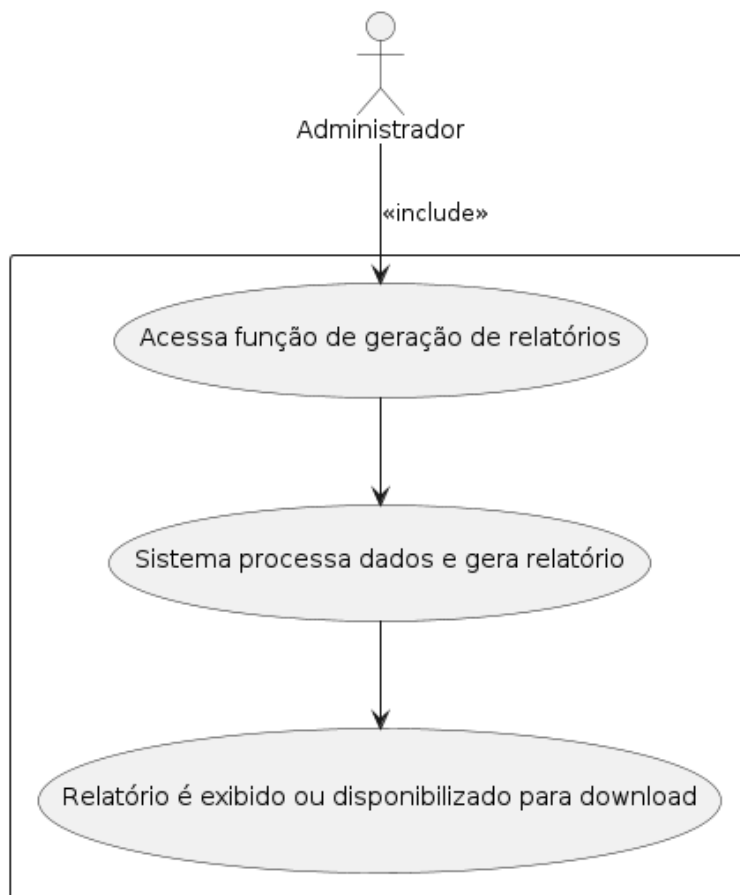 Administrador
«include»
Acessa função de geração de relatórios
Sistema processa dados e gera relatório
Relatório é exibido ou disponibilizado para download